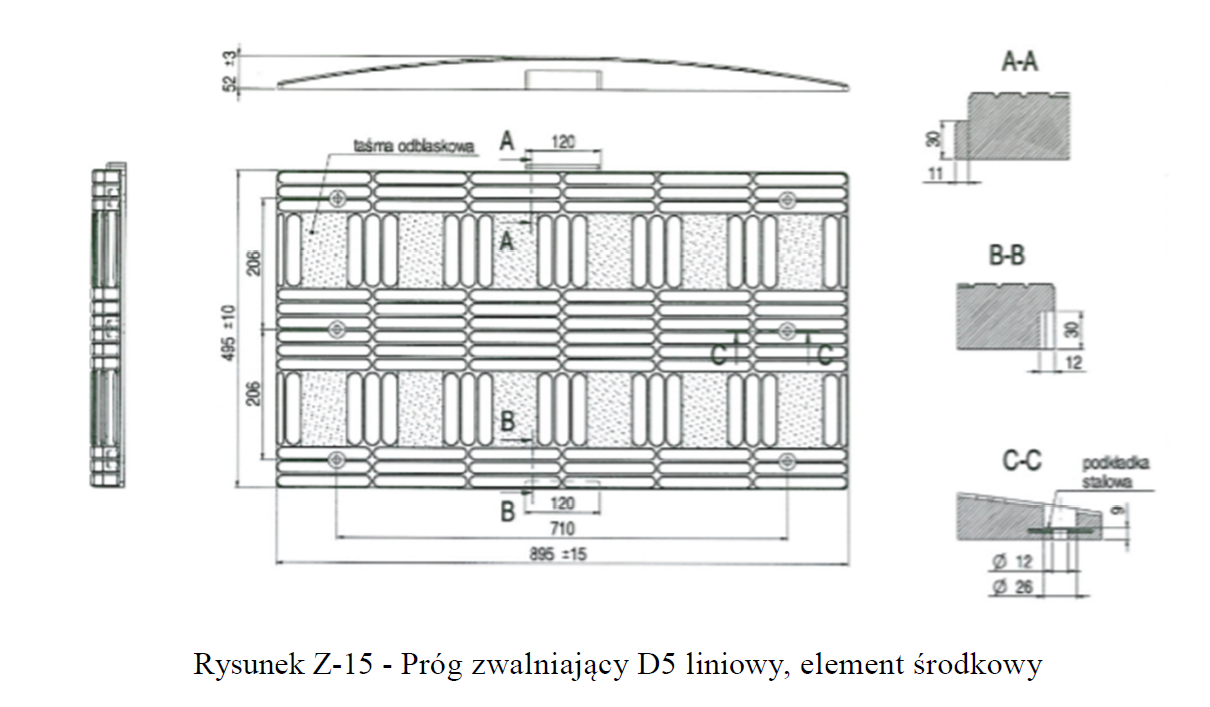 52 ±3
A-A
30
11
taśma odblaskowa
A
120
A
206
495 ±10
206
B-B
30
12
C
C
B
B
120
710
895 ±15
C-C
podkładka
stalowa
9
Ø 12
Ø 26
Rysunek Z-15 - Próg zwalniający D5 liniowy, element środkowy